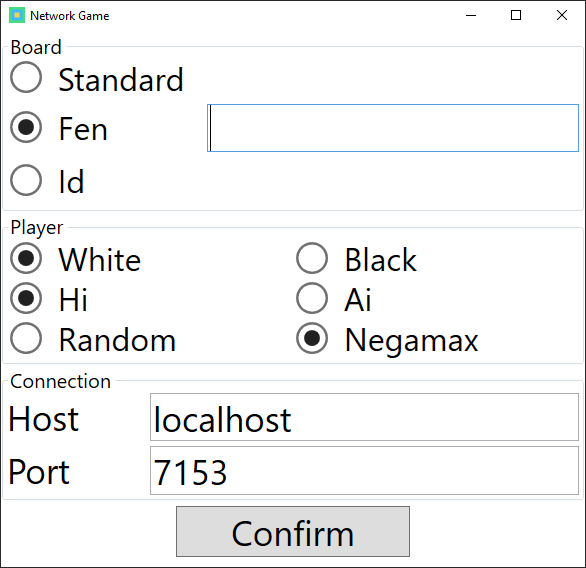 Network Game
Board
Standard
Fen
Id
Player
White Black
Hi Ai
Random Negamax
Connection
Host localhost
Port 7153
Confirm